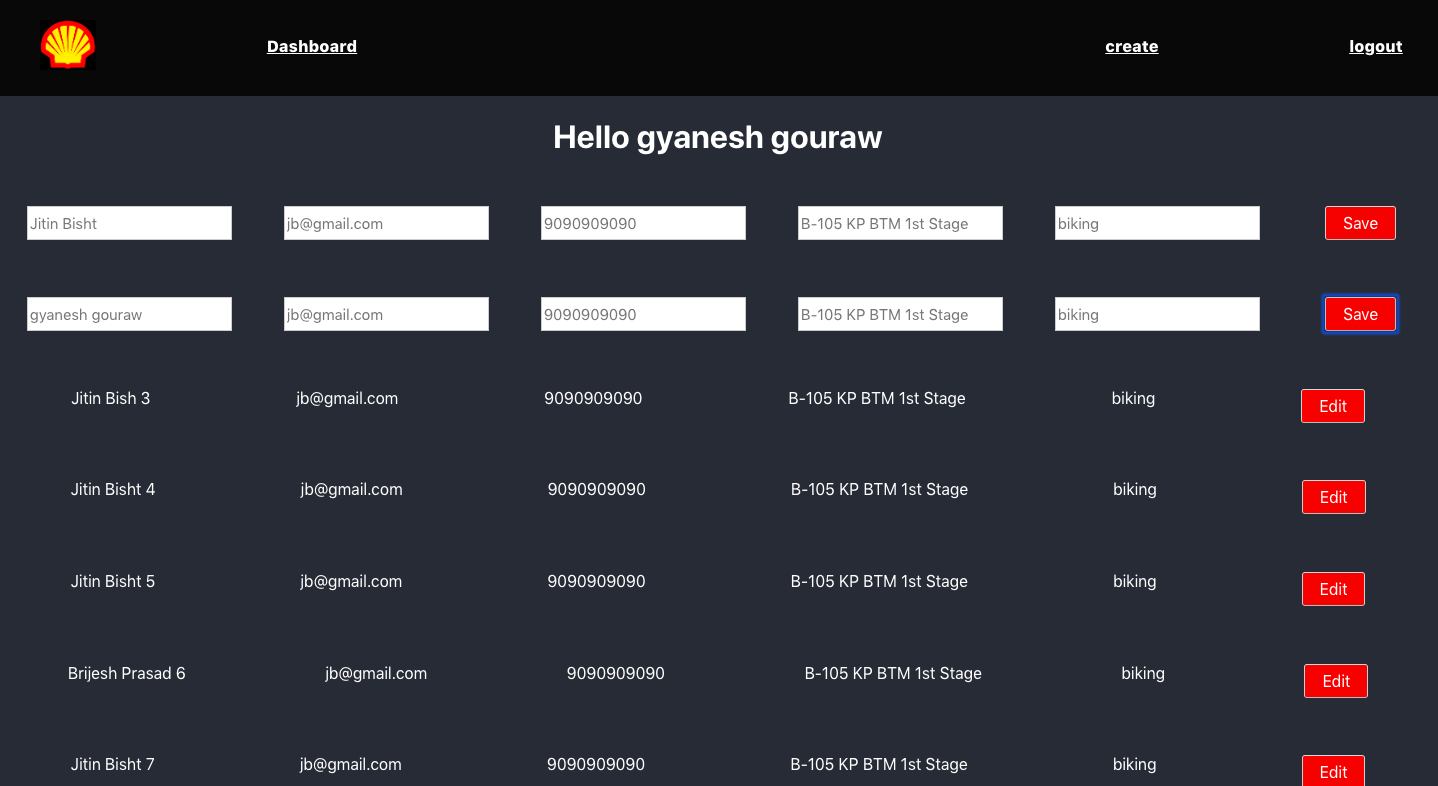 Dashboard create logout
Hello gyanesh gouraw
Jitin Bisht jb@gmail.com 9090909090 B-105 KP BTM 1st Stage biking Save
gyanesh gouraw jb@gmail.com 9090909090 B-105 KP BTM 1st Stage biking Save
Jitin Bish 3 jb@gmail.com 9090909090 B-105 KP BTM 1st Stage biking Edit
Jitin Bisht 4 jb@gmail.com 9090909090 B-105 KP BTM 1st Stage biking Edit
Jitin Bisht 5 jb@gmail.com 9090909090 B-105 KP BTM 1st Stage biking Edit
Brijesh Prasad 6 jb@gmail.com 9090909090 B-105 KP BTM 1st Stage biking Edit
Jitin Bisht 7 jb@gmail.com 9090909090 B-105 KP BTM 1st Stage biking Edit